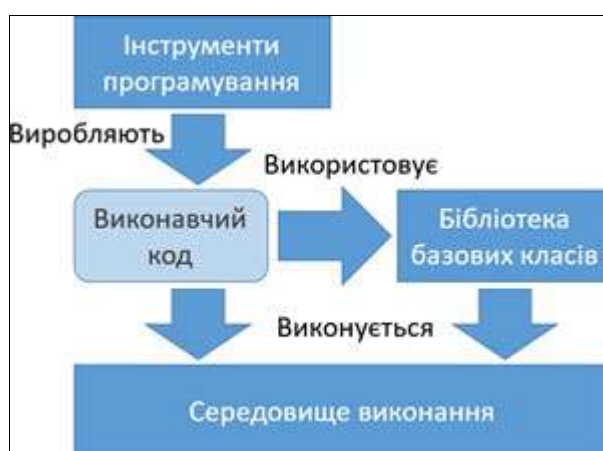 Інструменти
програмування
Виробляють
Використовує
Виконавчий
код
Бібліотека
базових класів
Виконується
Середовище виконання